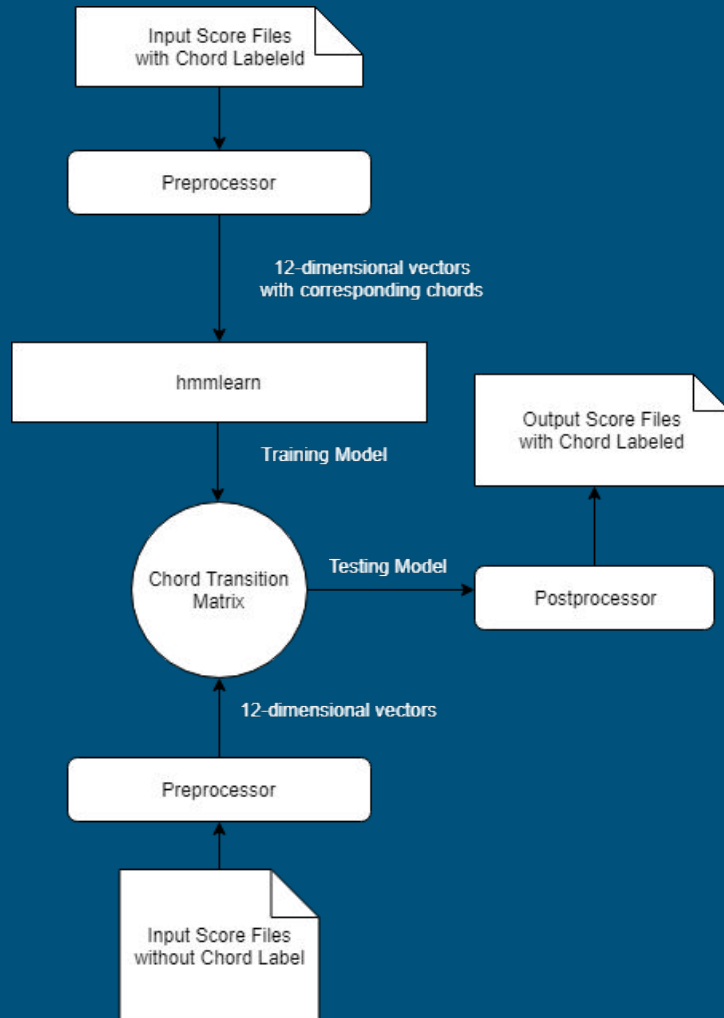 Input Score Files
with Chord Labeleld
Preprocessor
12-dimensional vectors
with corresponding chords
hmmlearn
Training Model
Output Score Files
with Chord Labeled
Chord Transition
Matrix
Testing Model
Postprocessor
12-dimensional vectors
Preprocessor
Input Score Files
without Chord Label